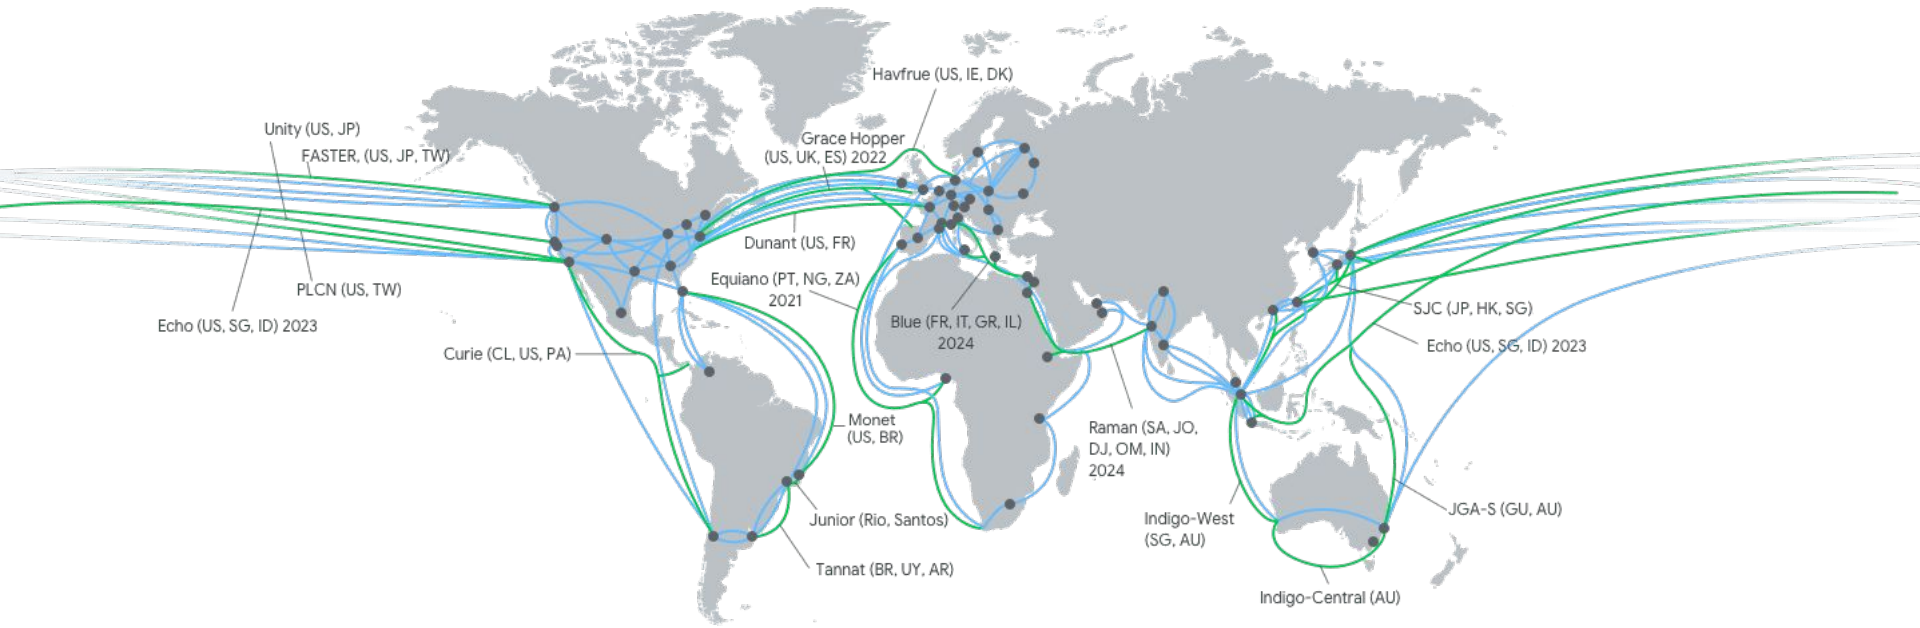 Havfrue (US, IE, DK)
Unity (US, JP)
FASTER, (US, JP, TW)
Grace Hopper
(US, UK, ES) 2022
Dunant (US, FR)
PLCN (US, TW)
Equiano (PT, NG, ZA)
2021
Echo (US, SG, ID) 2023
Blue (FR, IT, GR, IL)
2024
SJC (JP, HK, SG)
Echo (US, SG, ID) 2023
Curie (CL, US, PA)
Monet
(US, BR)
Raman (SA, JO,
DJ, OM, IN)
2024
Junior (Rio, Santos)
Indigo-West
(SG, AU)
JGA-S (GU, AU)
Tannat (BR, UY, AR)
Indigo-Central (AU)